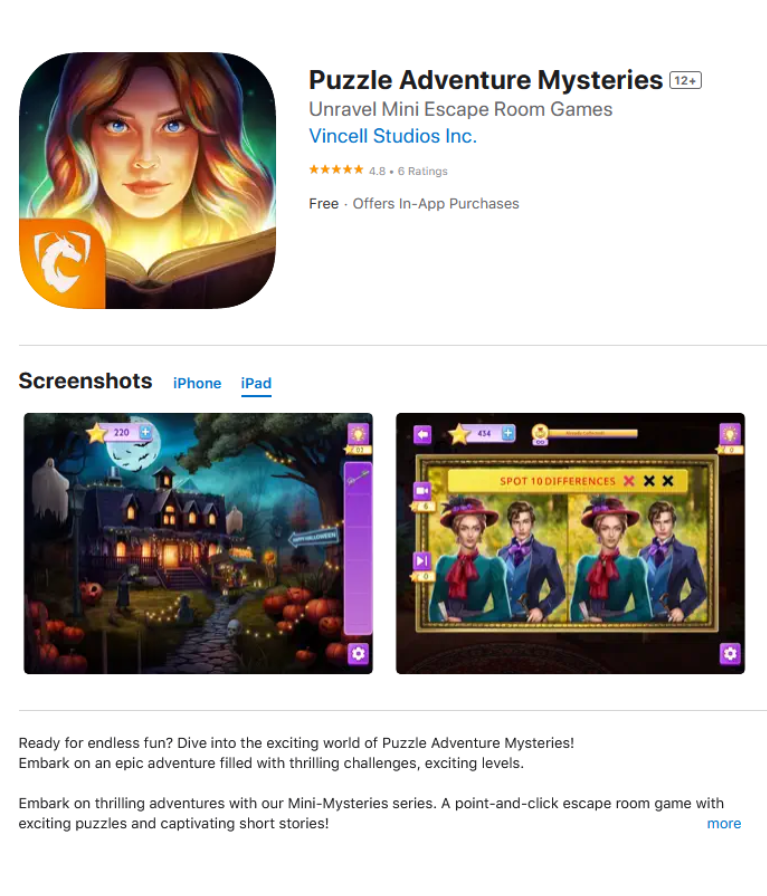 Puzzle Adventure Mysteries 12+
Unravel Mini Escape Room Games
Vincell Studios Inc.
4.8 • 6 Ratings
Free · Offers In-App Purchases
Screenshots iPhone iPad
220 +
HAPPY HALLOWEEN
434 +
SPOT 10 DIFFERENCES
6
0
0
Ready for endless fun? Dive into the exciting world of Puzzle Adventure Mysteries!
Embark on an epic adventure filled with thrilling challenges, exciting levels.
Embark on thrilling adventures with our Mini-Mysteries series. A point-and-click escape room game with
exciting puzzles and captivating short stories! more